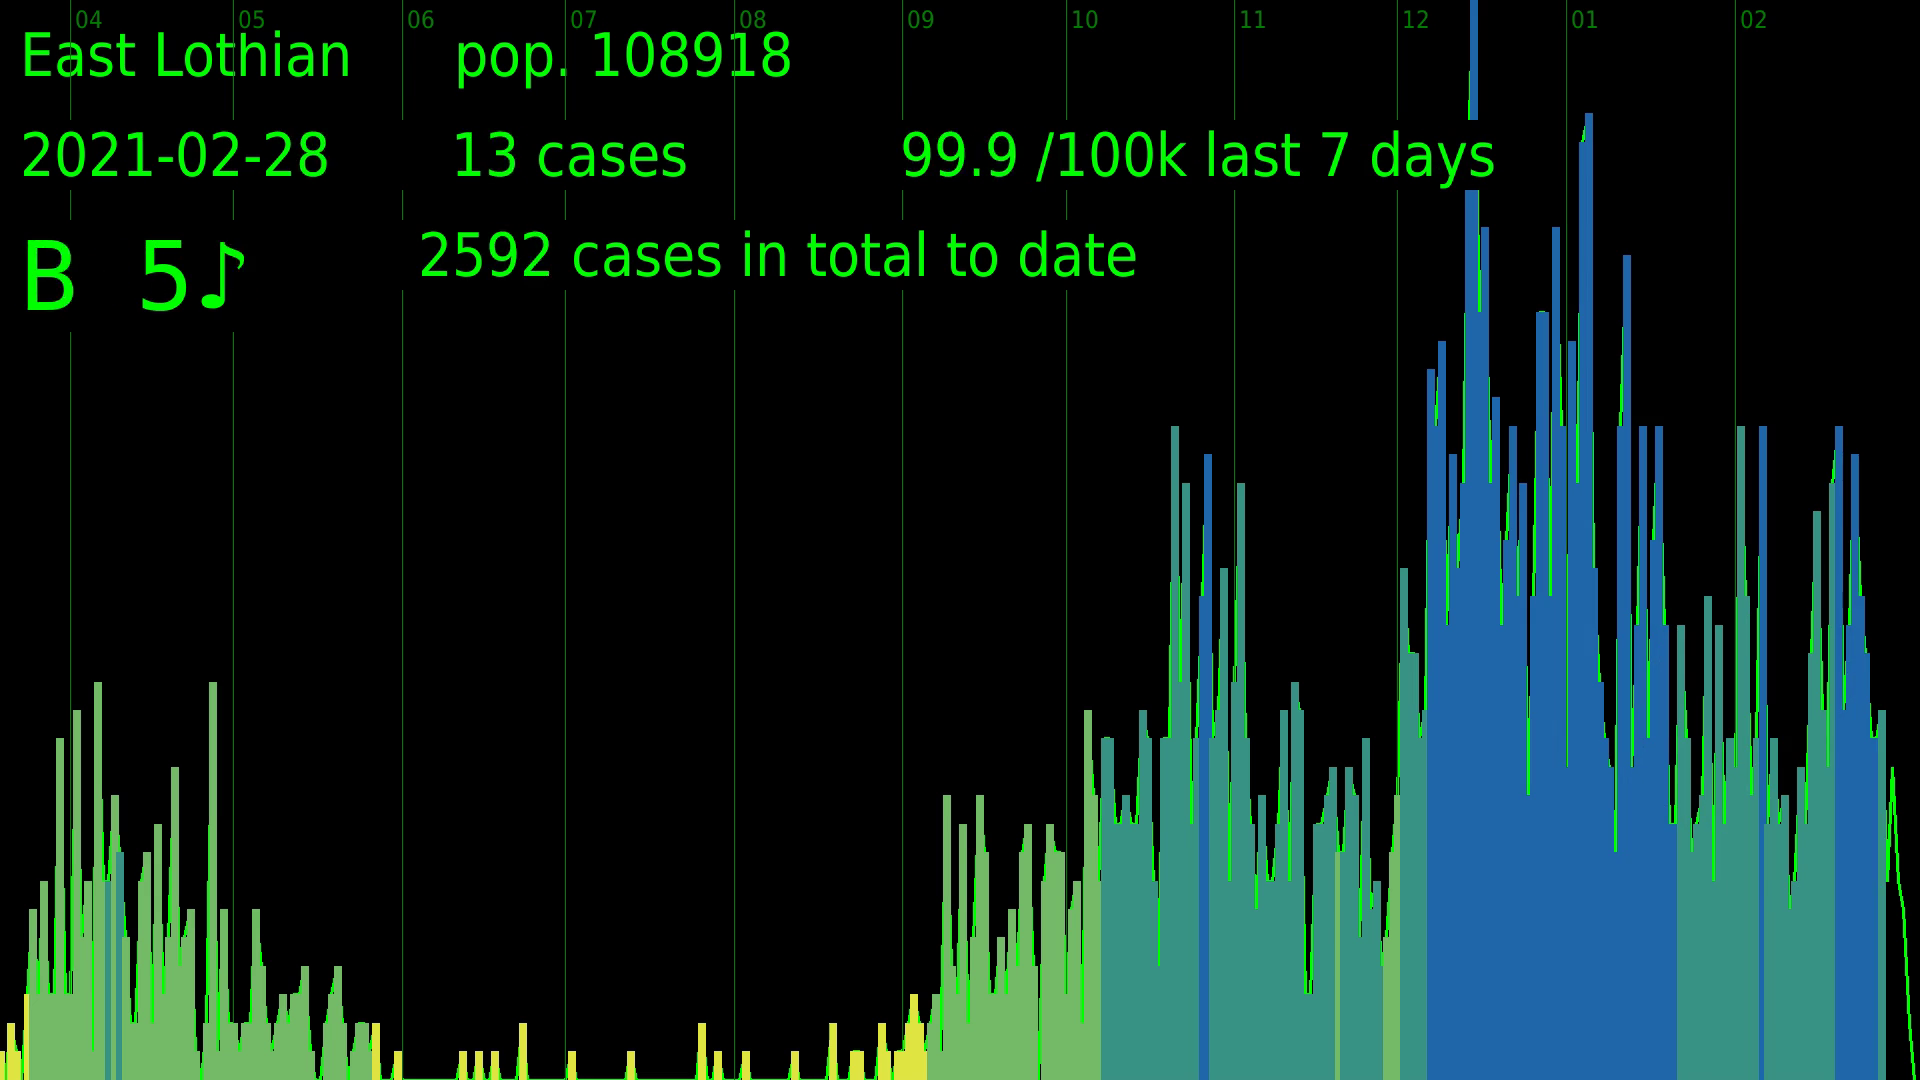 04 05 06 07 08 09 10 11 12 01 02
East Lothian pop. 108918
2021-02-28 13 cases 99.9 /100k last 7 days
B 5♪ 2592 cases in total to date